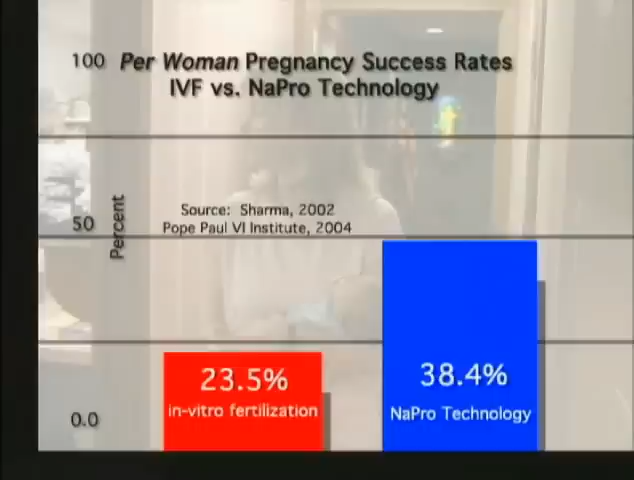 100 Per Woman Pregnancy Success Rates
IVF vs. NaPro Technology
Percent
Source: Sharma, 2002
Pope Paul VI Institute, 2004
50
23.5%
in-vitro fertilization
38.4%
NaPro Technology
0.0